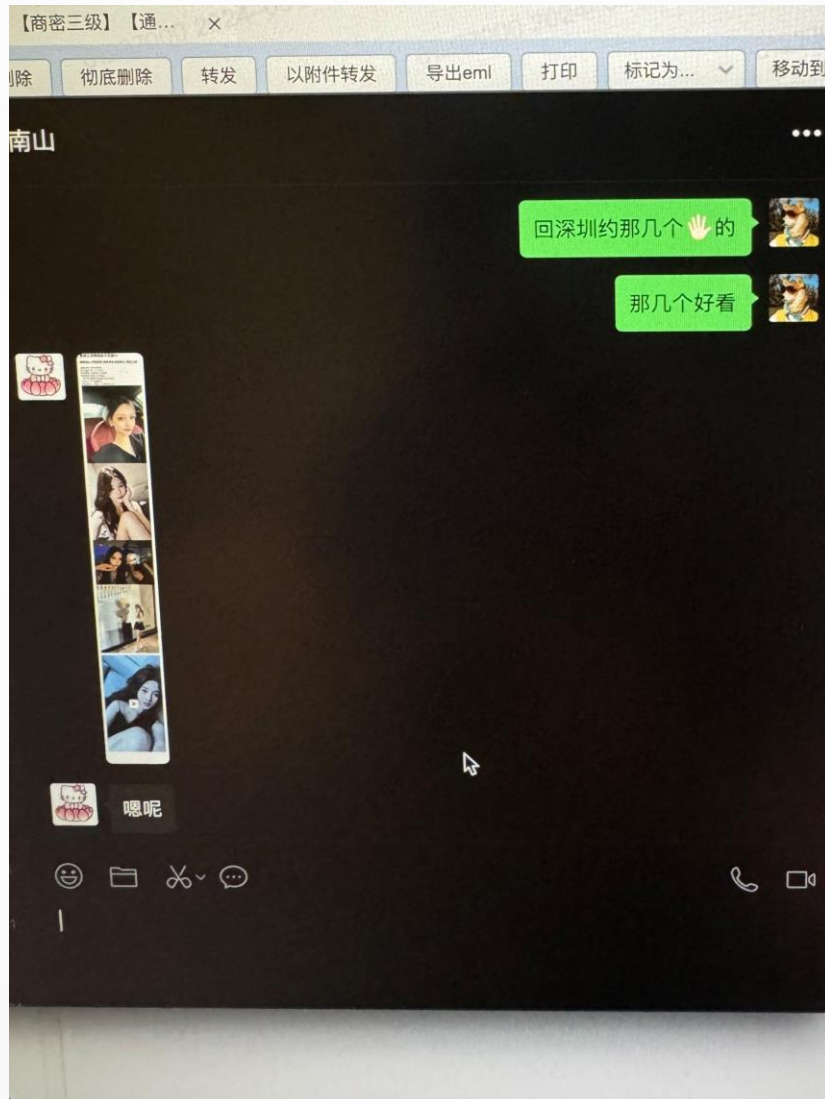 【商密三级】【通...
删除
彻底删除
转发
以附件转发
导出eml
打印
标记为...
移动到
南山
回深圳约那几个🖐🏻的
那几个好看
嗯呢